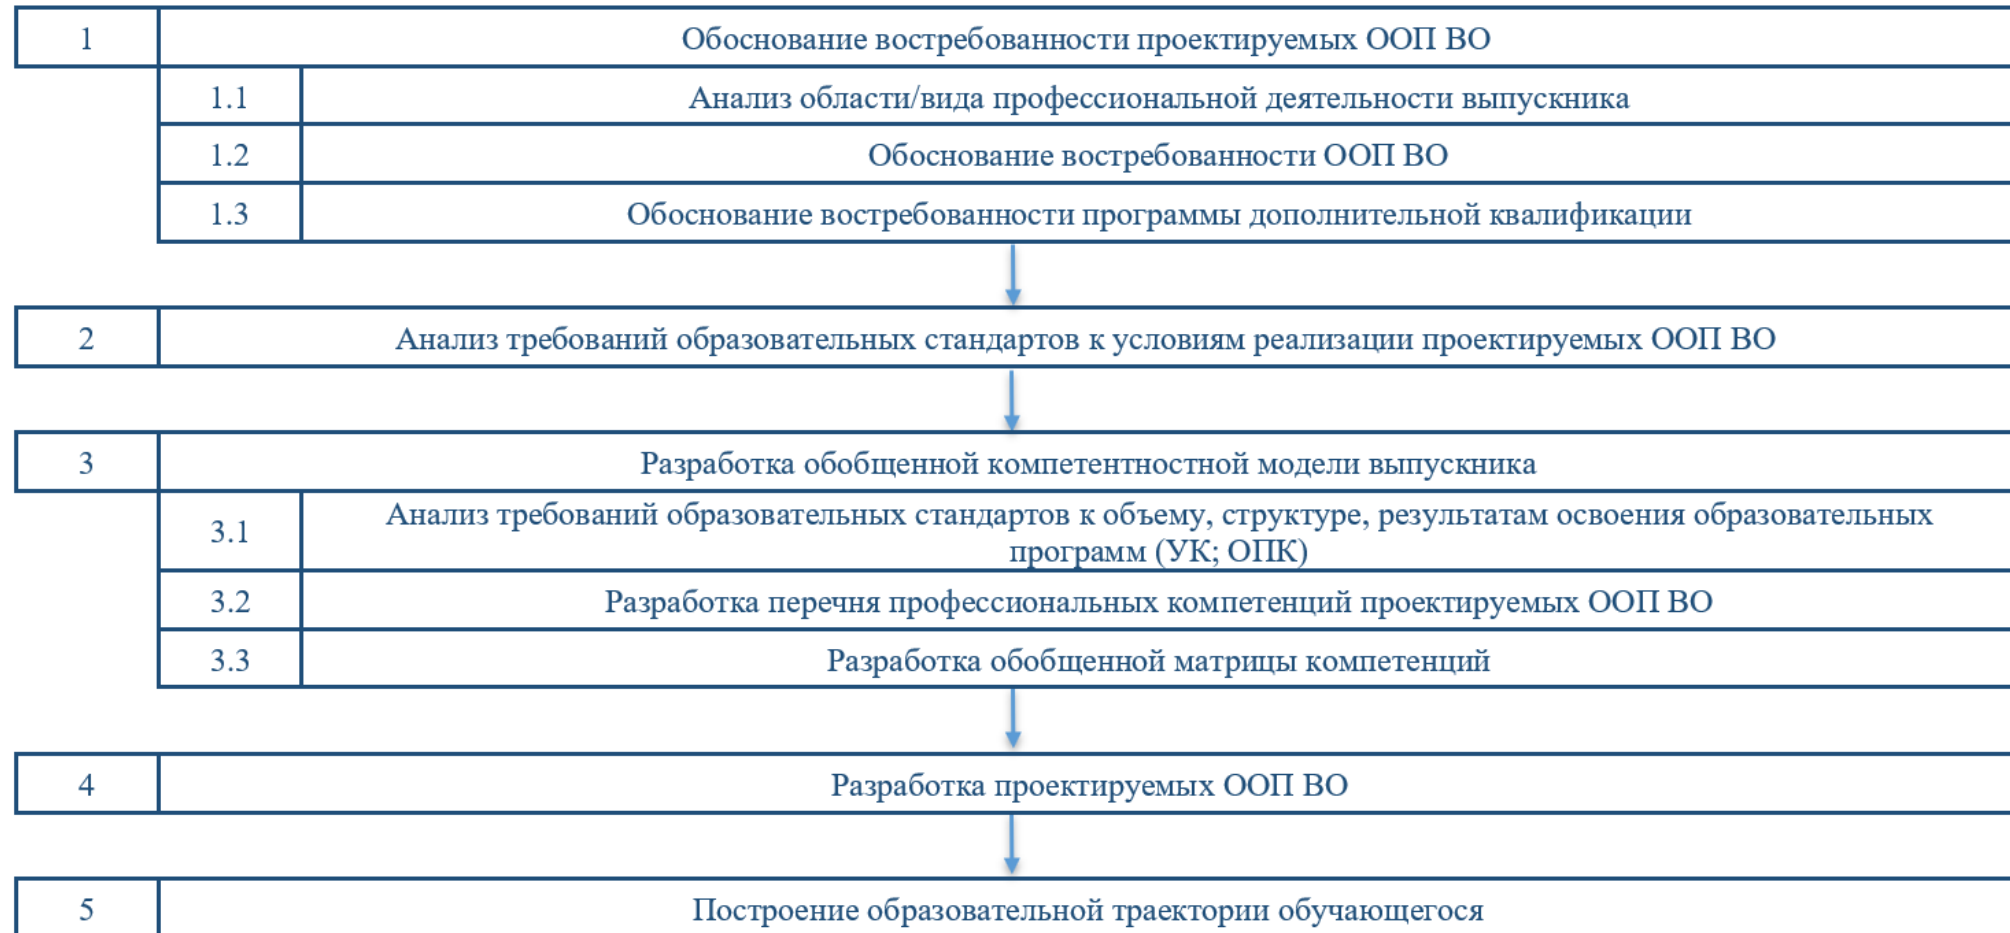 1 Обоснование востребованности проектируемых ООП ВО
1.1 Анализ области/вида профессиональной деятельности выпускника
1.2 Обоснование востребованности ООП ВО
1.3 Обоснование востребованности программы дополнительной квалификации
2 Анализ требований образовательных стандартов к условиям реализации проектируемых ООП ВО
3 Разработка обобщенной компетентностной модели выпускника
3.1 Анализ требований образовательных стандартов к объему, структуре, результатам освоения образовательных
программ (УК; ОПК)
3.2 Разработка перечня профессиональных компетенций проектируемых ООП ВО
3.3 Разработка обобщенной матрицы компетенций
4 Разработка проектируемых ООП ВО
5 Построение образовательной траектории обучающегося